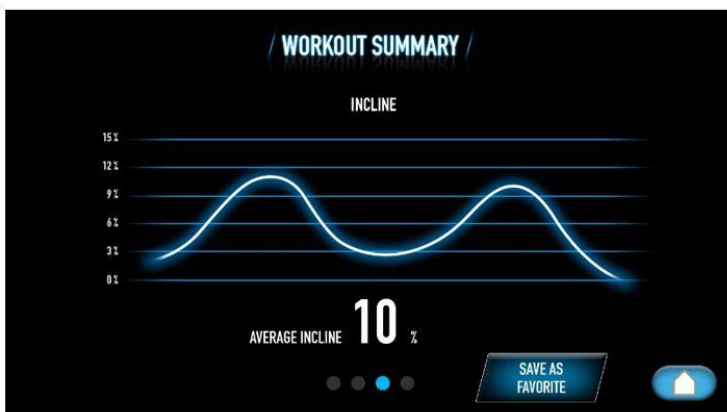 / WORKOUT SUMMARY /
INCLINE
15%
12%
9%
6%
3%
0%
AVERAGE INCLINE 10 %
SAVE AS
FAVORITE